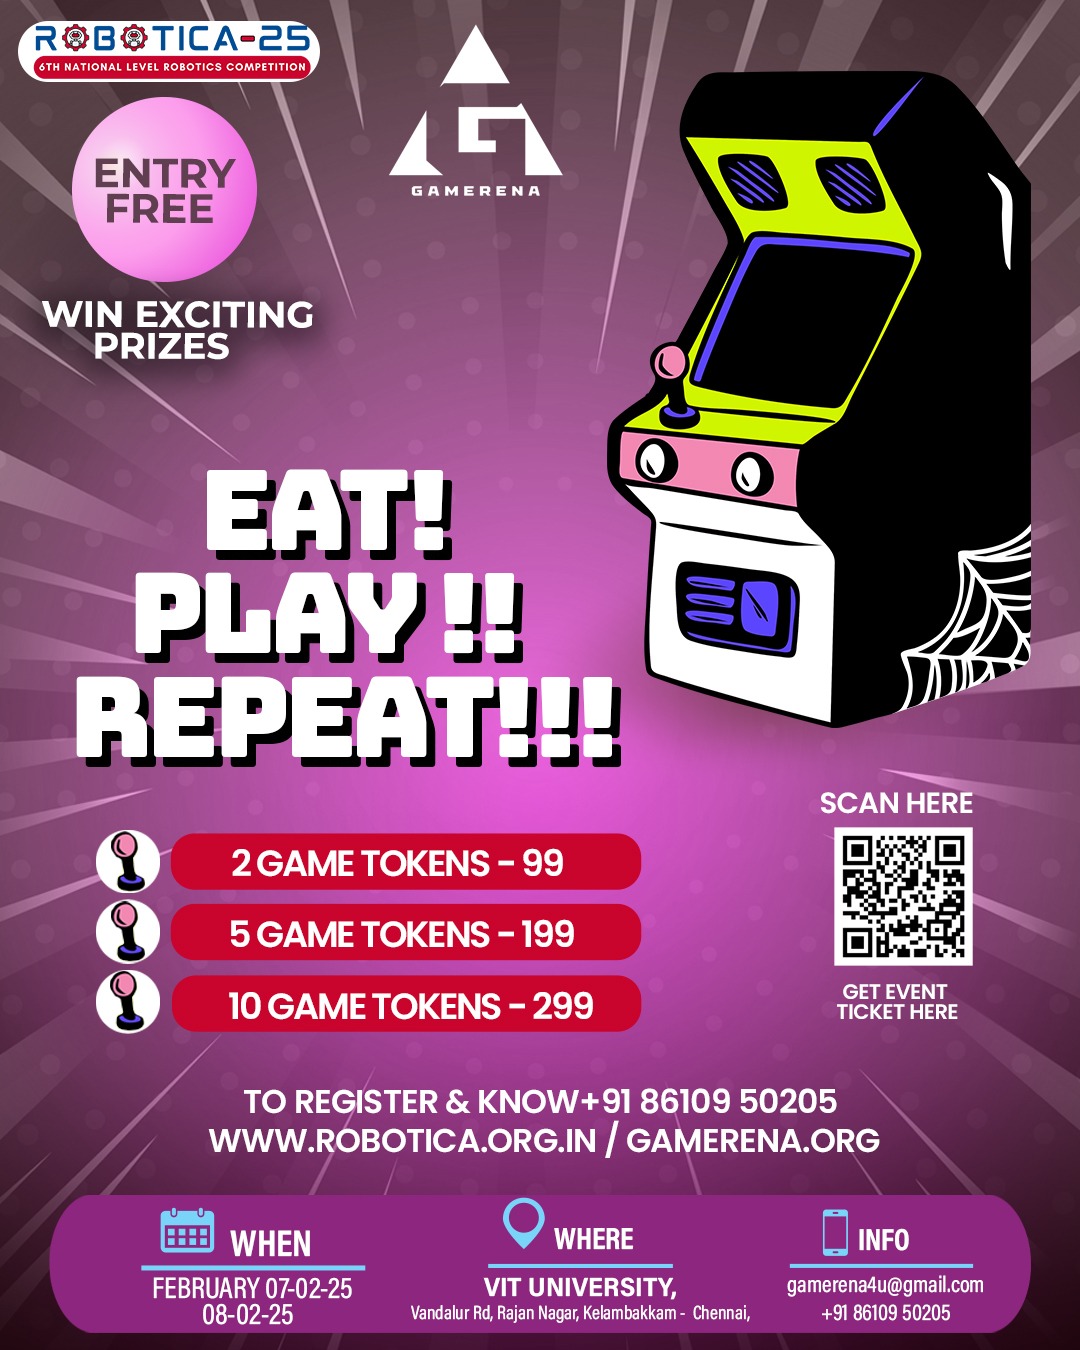 ROBOTICA-25
6TH NATIONAL LEVEL ROBOTICS COMPETITION
GAMERENA
ENTRY
FREE
WIN EXCITING
PRIZES
EAT!
PLAY !!
REPEAT!!!
2 GAME TOKENS - 99
5 GAME TOKENS - 199
10 GAME TOKENS - 299
SCAN HERE
GET EVENT
TICKET HERE
TO REGISTER & KNOW+91 86109 50205
WWW.ROBOTICA.ORG.IN / GAMERENA.ORG
WHEN
FEBRUARY 07-02-25
08-02-25
WHERE
VIT UNIVERSITY,
Vandalur Rd, Rajan Nagar, Kelambakkam - Chennai,
INFO
gamerena4u@gmail.com
+91 86109 50205